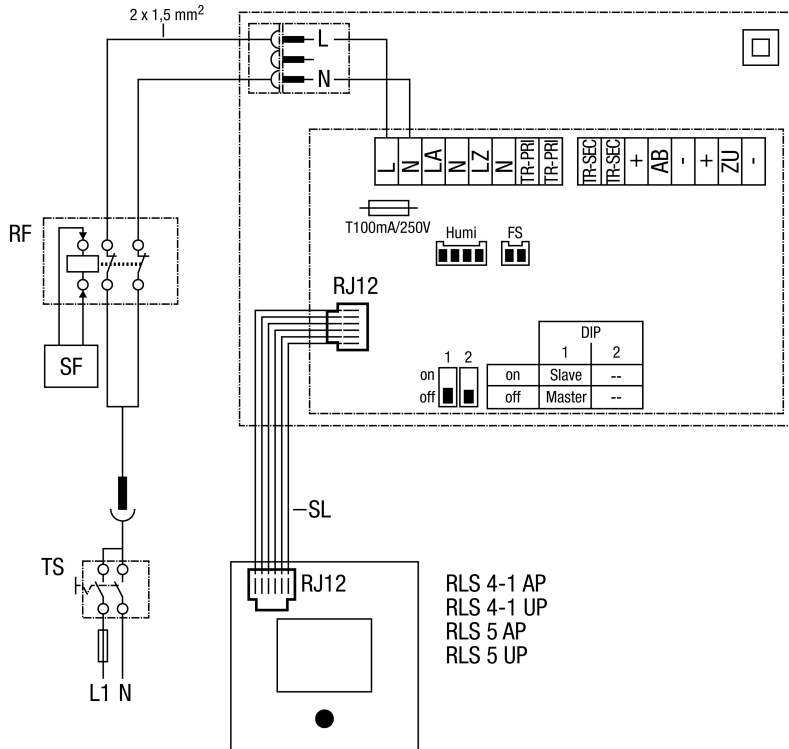 2 x 1,5 mm²
L
N
L N LA N LZ N TR-PRI TR-PRI TR-SEC TR-SEC + AB - + ZU -
T100mA/250V
Humi
FS
RF
RJ12
SF
DIP
1 2
1 2
on
on Slave --
off
off Master --
SL
TS
RJ12
RLS 4-1 AP
RLS 4-1 UP
RLS 5 AP
RLS 5 UP
L1 N